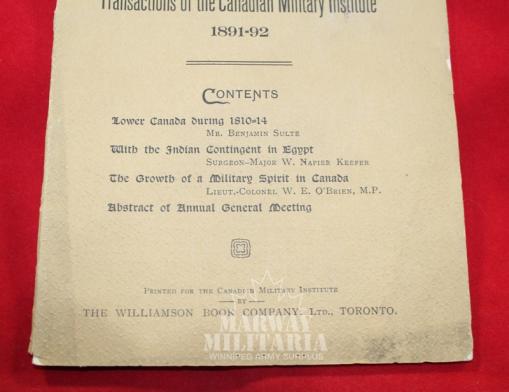 Transactions of the Canadian Military Institute
1891-92
CONTENTS
Lower Canada during 1810-14
MR. BENJAMIN SULTE
With the Indian Contingent in Egypt
SURGEON-MAJOR W. NAPIER KEEFER
The Growth of a Military Spirit in Canada
LIEUT.-COLONEL W. E. O'BRIEN, M.P.
Abstract of Annual General Meeting
PRINTED FOR THE CANADIAN MILITARY INSTITUTE
— BY —
THE WILLIAMSON BOOK COMPANY, LTD., TORONTO.
MARWAY
MILITARIA
WINNIPEG ARMY SURPLUS